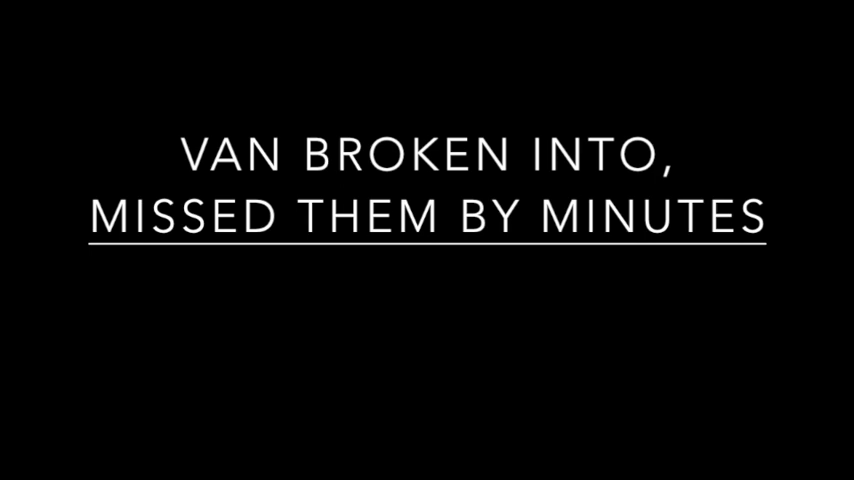 VAN BROKEN INTO,
MISSED THEM BY MINUTES